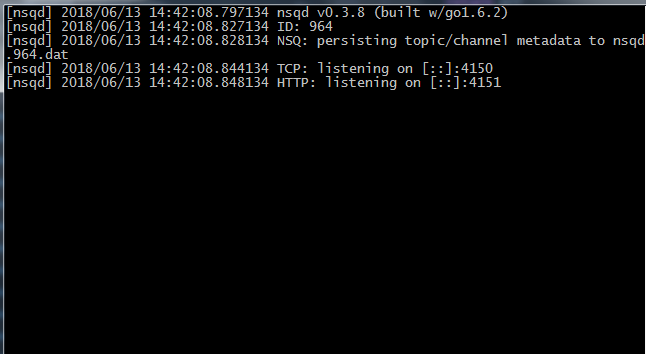 [nsqd] 2018/06/13 14:42:08.797134 nsqd v0.3.8 (built w/go1.6.2)
[nsqd] 2018/06/13 14:42:08.827134 ID: 964
[nsqd] 2018/06/13 14:42:08.828134 NSQ: persisting topic/channel metadata to nsqd
.964.dat
[nsqd] 2018/06/13 14:42:08.844134 TCP: listening on [::]:4150
[nsqd] 2018/06/13 14:42:08.848134 HTTP: listening on [::]:4151